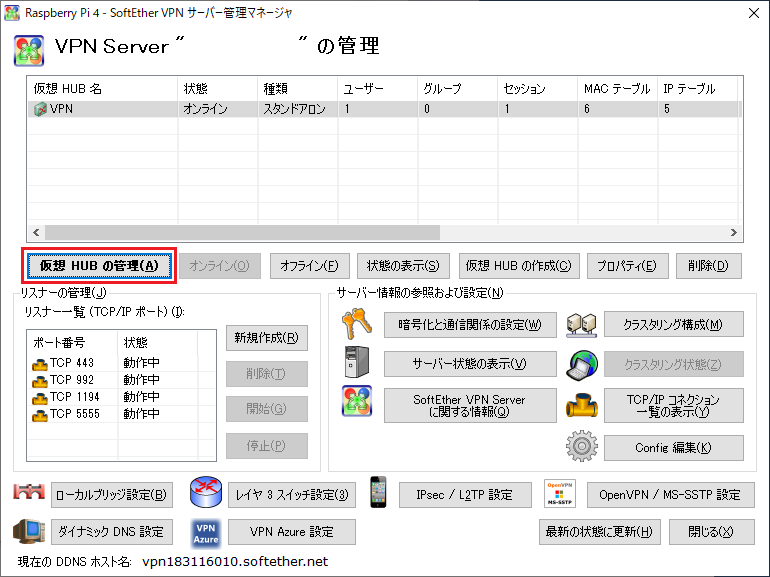 Raspberry Pi 4 - SoftEther VPN サーバー管理マネージャ
VPN Server " " の管理
仮想 HUB 名 状態 種類 ユーザー グループ セッション MAC テーブル IP テーブル
VPN オンライン スタンドアロン 1 0 1 6 5
仮想 HUB の管理(A) オンライン(O) オフライン(F) 状態の表示(S) 仮想 HUB の作成(C) プロパティ(E) 削除(D)
リスナーの管理(J)
リスナー一覧 (TCP/IP ポート) (I):
ポート番号 状態
TCP 443 動作中
TCP 992 動作中
TCP 1194 動作中
TCP 5555 動作中
新規作成(R)
削除(T)
開始(G)
停止(P)
サーバー情報の参照および設定(N)
暗号化と通信関係の設定(W)
クラスタリング構成(M)
サーバー状態の表示(V)
クラスタリング状態(Z)
SoftEther VPN Server
に関する情報(Q)
TCP/IP コネクション
一覧の表示(Y)
Config 編集(K)
ローカルブリッジ設定(B) レイヤ 3 スイッチ設定(3) IPsec / L2TP 設定
OpenVPN
MS-SSTP
OpenVPN / MS-SSTP 設定
ダイナミック DNS 設定
VPN
Azure
VPN Azure 設定 最新の状態に更新(H) 閉じる(X)
現在の DDNS ホスト名: vpn183116010.softether.net